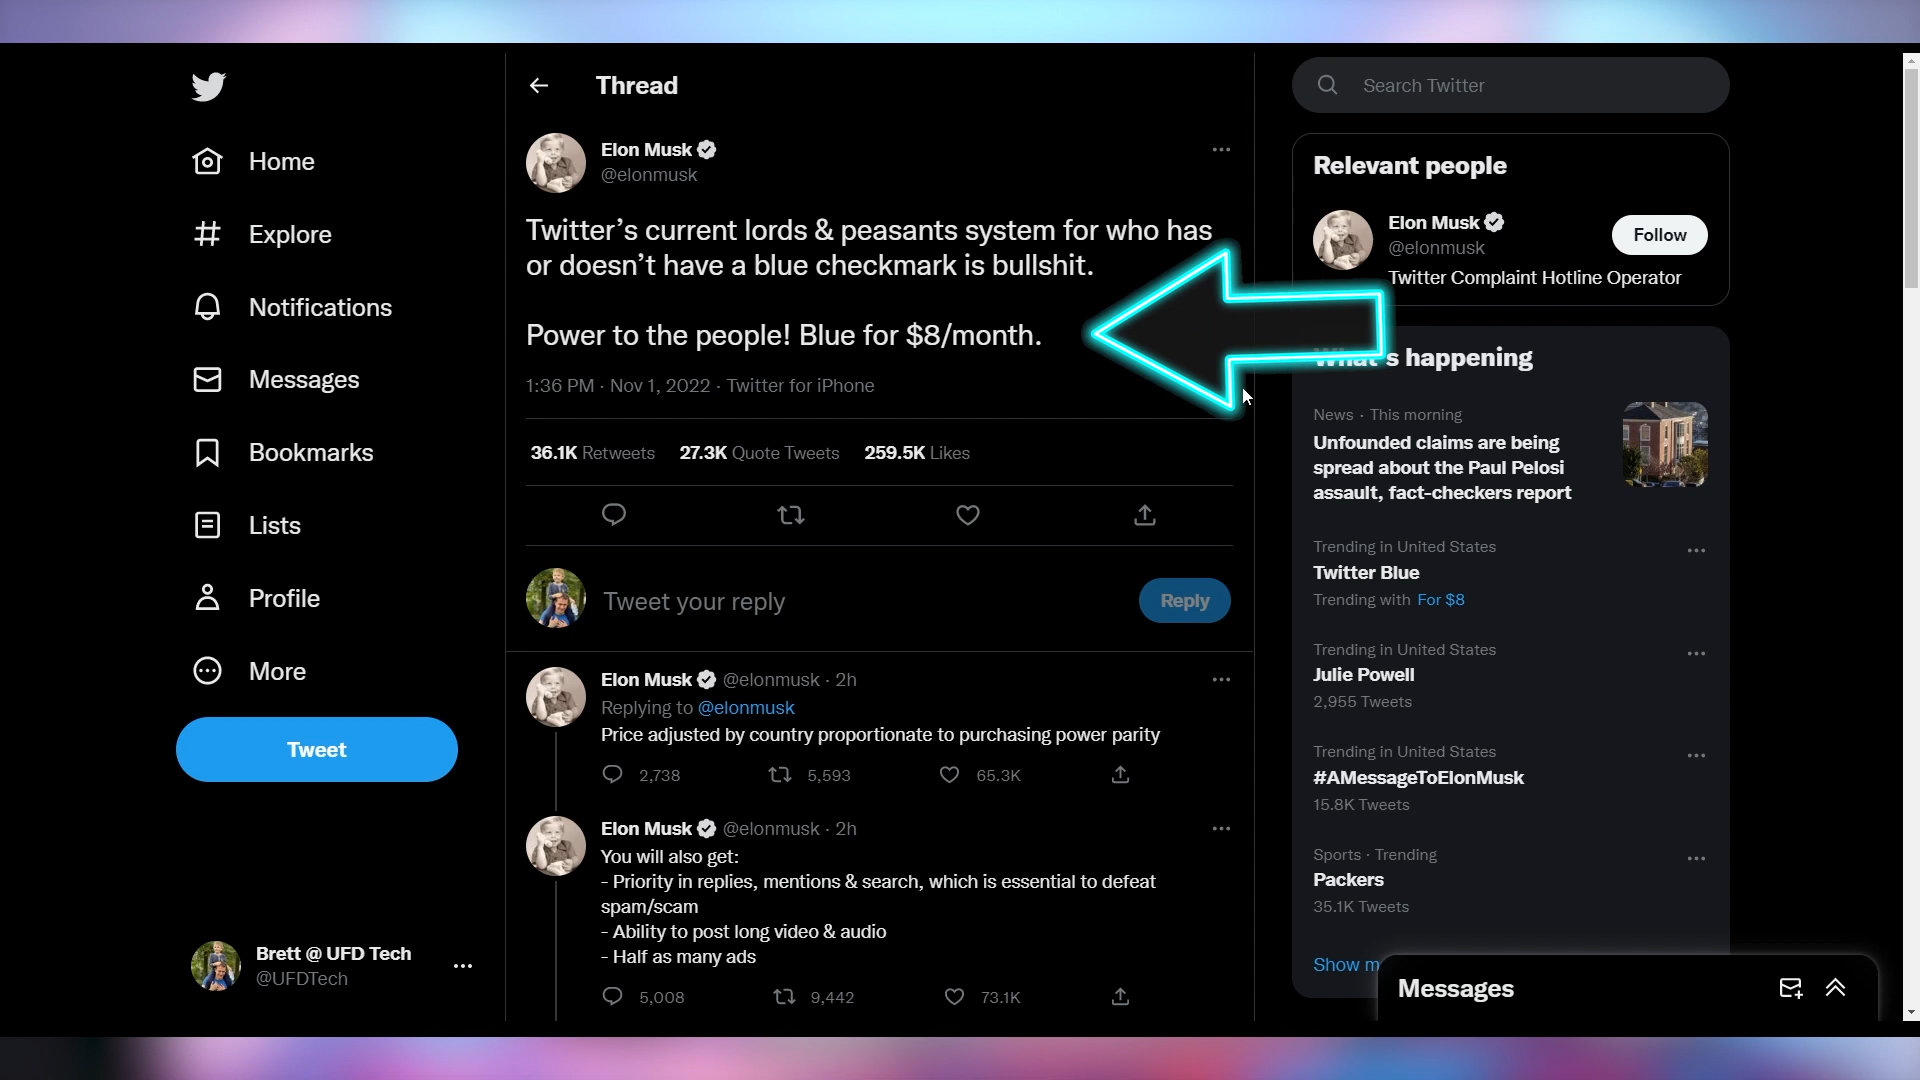 Home
Explore
Notifications
Messages
Bookmarks
Lists
Profile
More
Tweet
Brett @ UFD Tech
@UFDTech
Thread
Elon Musk
@elonmusk
Twitter’s current lords & peasants system for who has
or doesn’t have a blue checkmark is bullshit.
Power to the people! Blue for $8/month.
1:36 PM · Nov 1, 2022 · Twitter for iPhone
36.1K Retweets 27.3K Quote Tweets 259.5K Likes
Tweet your reply
Reply
Elon Musk @elonmusk · 2h
Replying to @elonmusk
Price adjusted by country proportionate to purchasing power parity
2,738 5,593 65.3K
Elon Musk @elonmusk · 2h
You will also get:
- Priority in replies, mentions & search, which is essential to defeat
spam/scam
- Ability to post long video & audio
- Half as many ads
5,008 9,442 73.1K
Search Twitter
Relevant people
Elon Musk
@elonmusk
Follow
Twitter Complaint Hotline Operator
What's happening
News · This morning
Unfounded claims are being
spread about the Paul Pelosi
assault, fact-checkers report
Trending in United States
Twitter Blue
Trending with For $8
Trending in United States
Julie Powell
2,955 Tweets
Trending in United States
#AMessageToElonMusk
15.8K Tweets
Sports · Trending
Packers
35.1K Tweets
Show m
Messages